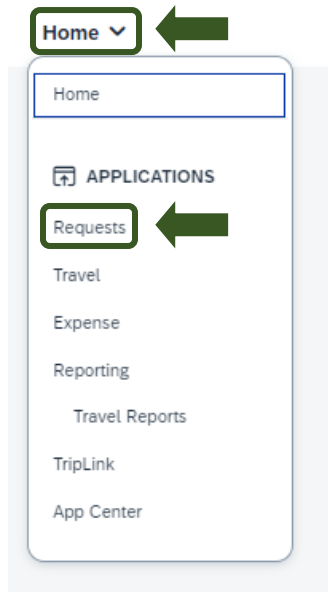 Home
Home
APPLICATIONS
Requests
Travel
Expense
Reporting
Travel Reports
TripLink
App Center